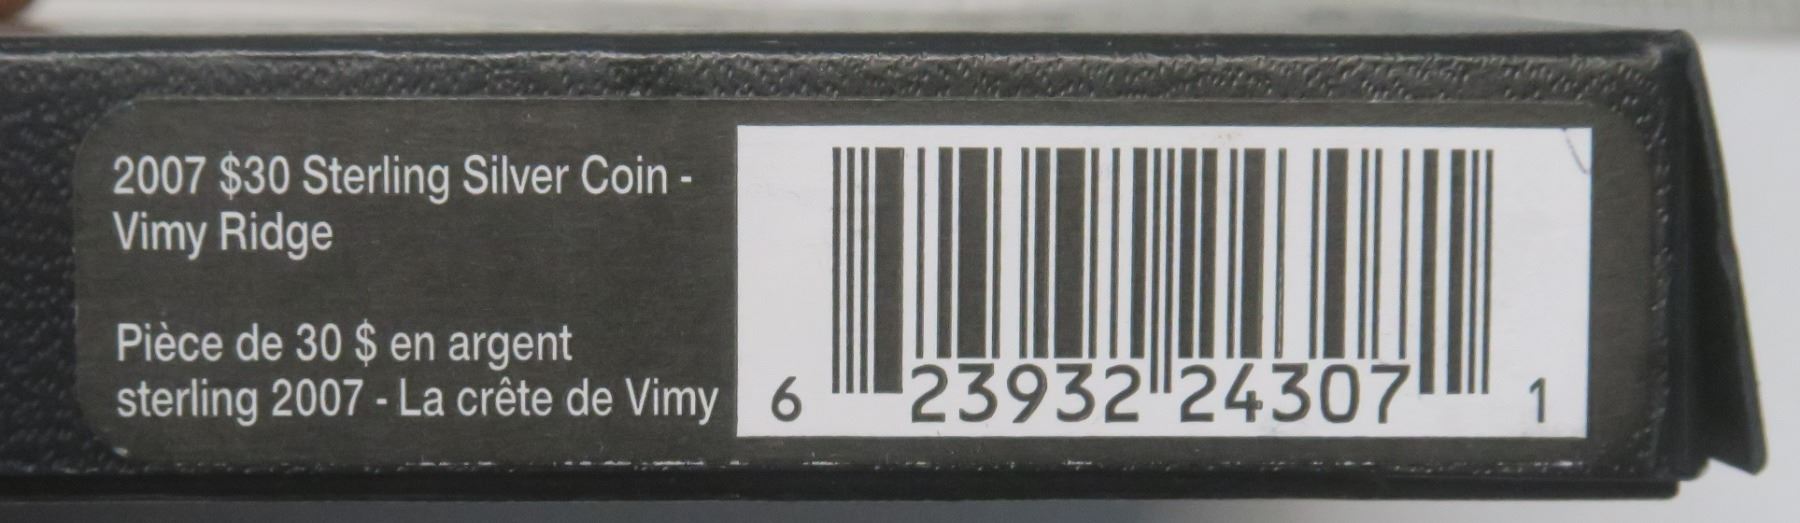 2007 $30 Sterling Silver Coin -
Vimy Ridge
Pièce de 30 $ en argent
sterling 2007 - La crête de Vimy
6 23932 24307 1